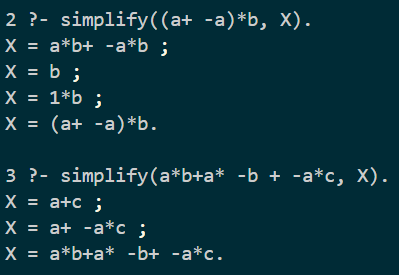 2 ?- simplify((a+ -a)*b, X).
X = a*b+ -a*b ;
X = b ;
X = 1*b ;
X = (a+ -a)*b.

3 ?- simplify(a*b+a* -b + -a*c, X).
X = a+c ;
X = a+ -a*c ;
X = a*b+a* -b+ -a*c.